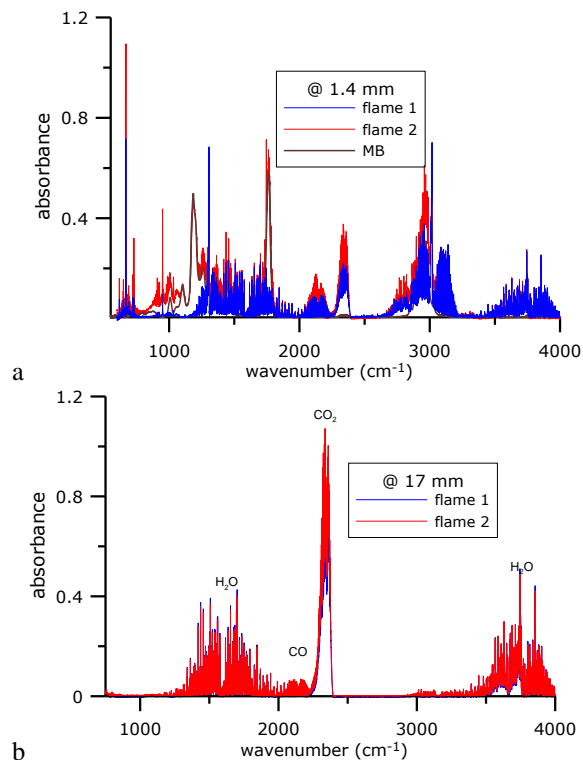 1.2
@ 1.4 mm
flame 1
flame 2
MB
0.8
0.4
absorbance
1000
2000
3000
4000
wavenumber (cm⁻¹)
a
1.2
CO₂
@ 17 mm
flame 1
flame 2
0.8
H₂O
0.4
H₂O
CO
0
absorbance
1000
2000
3000
4000
wavenumber (cm⁻¹)
b